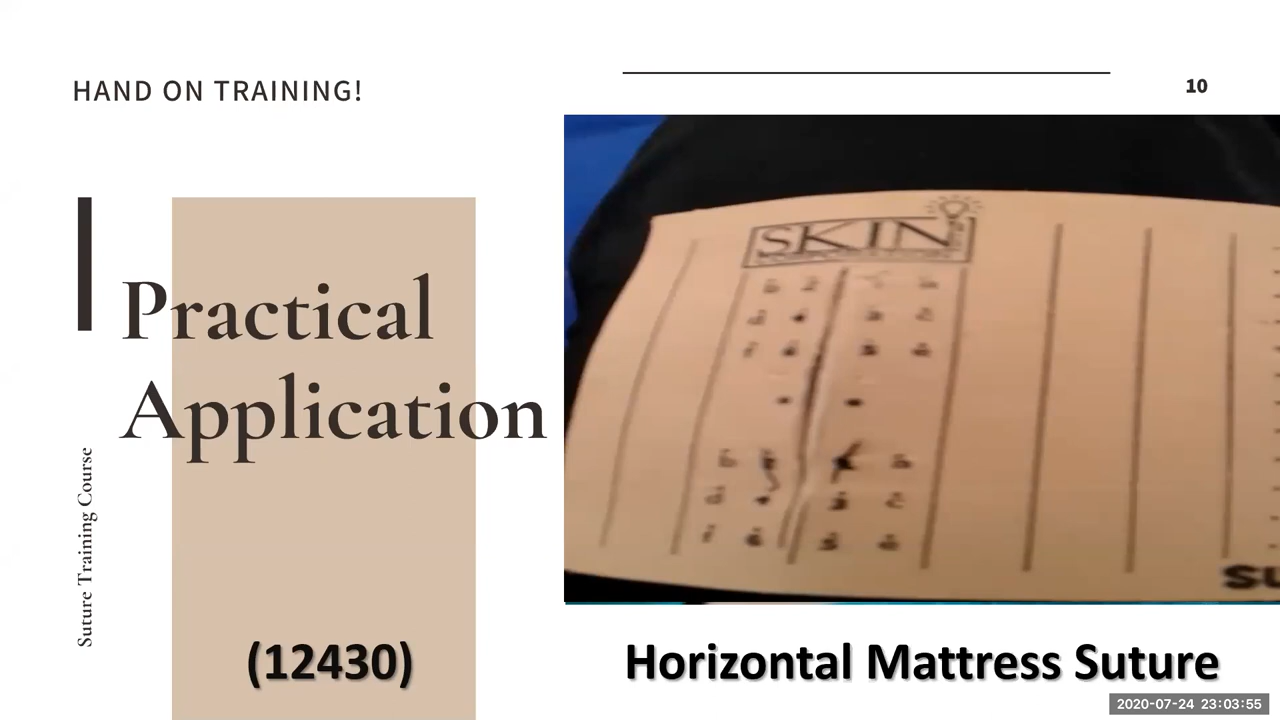 HAND ON TRAINING!
10
SKIN
Practical
Application
Suture Training Course
(12430)
Horizontal Mattress Suture
2020-07-24 23:03:55